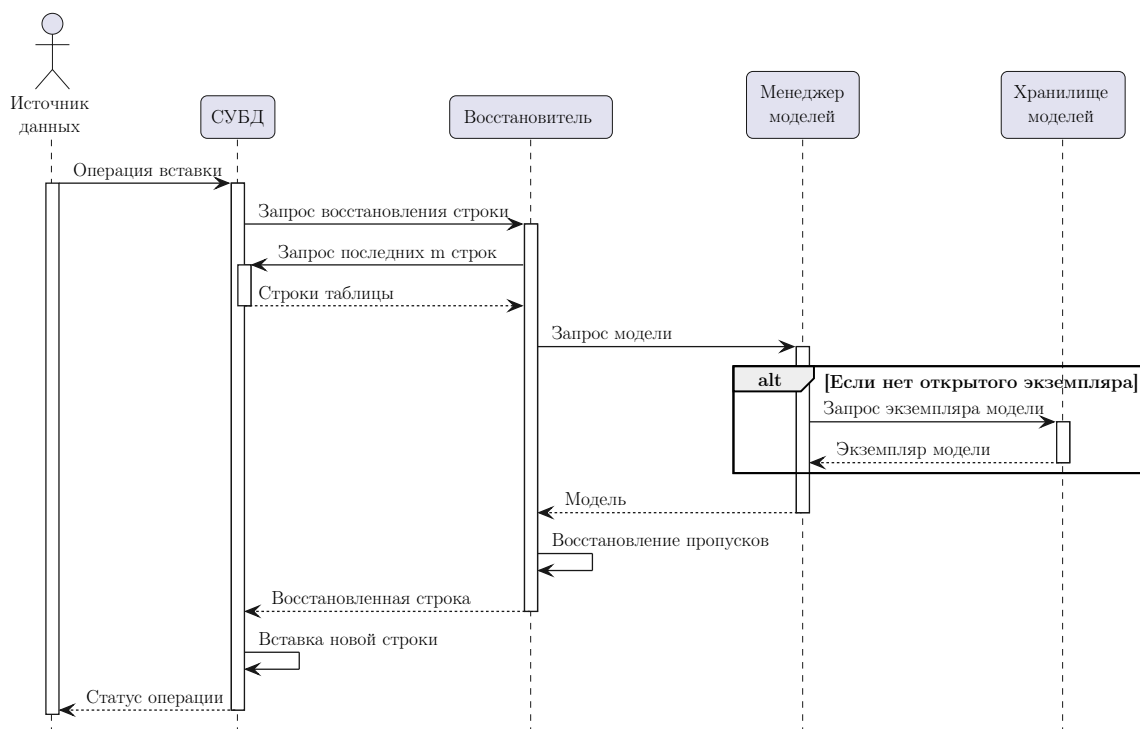 Источник
данных
СУБД
Восстановитель
Менеджер
моделей
Хранилище
моделей
Операция вставки
Запрос восстановления строки
Запрос последних m строк
Строки таблицы
Запрос модели
alt
[Если нет открытого экземпляра]
Запрос экземпляра модели
Экземпляр модели
Модель
Восстановление пропусков
Восстановленная строка
Вставка новой строки
Статус операции